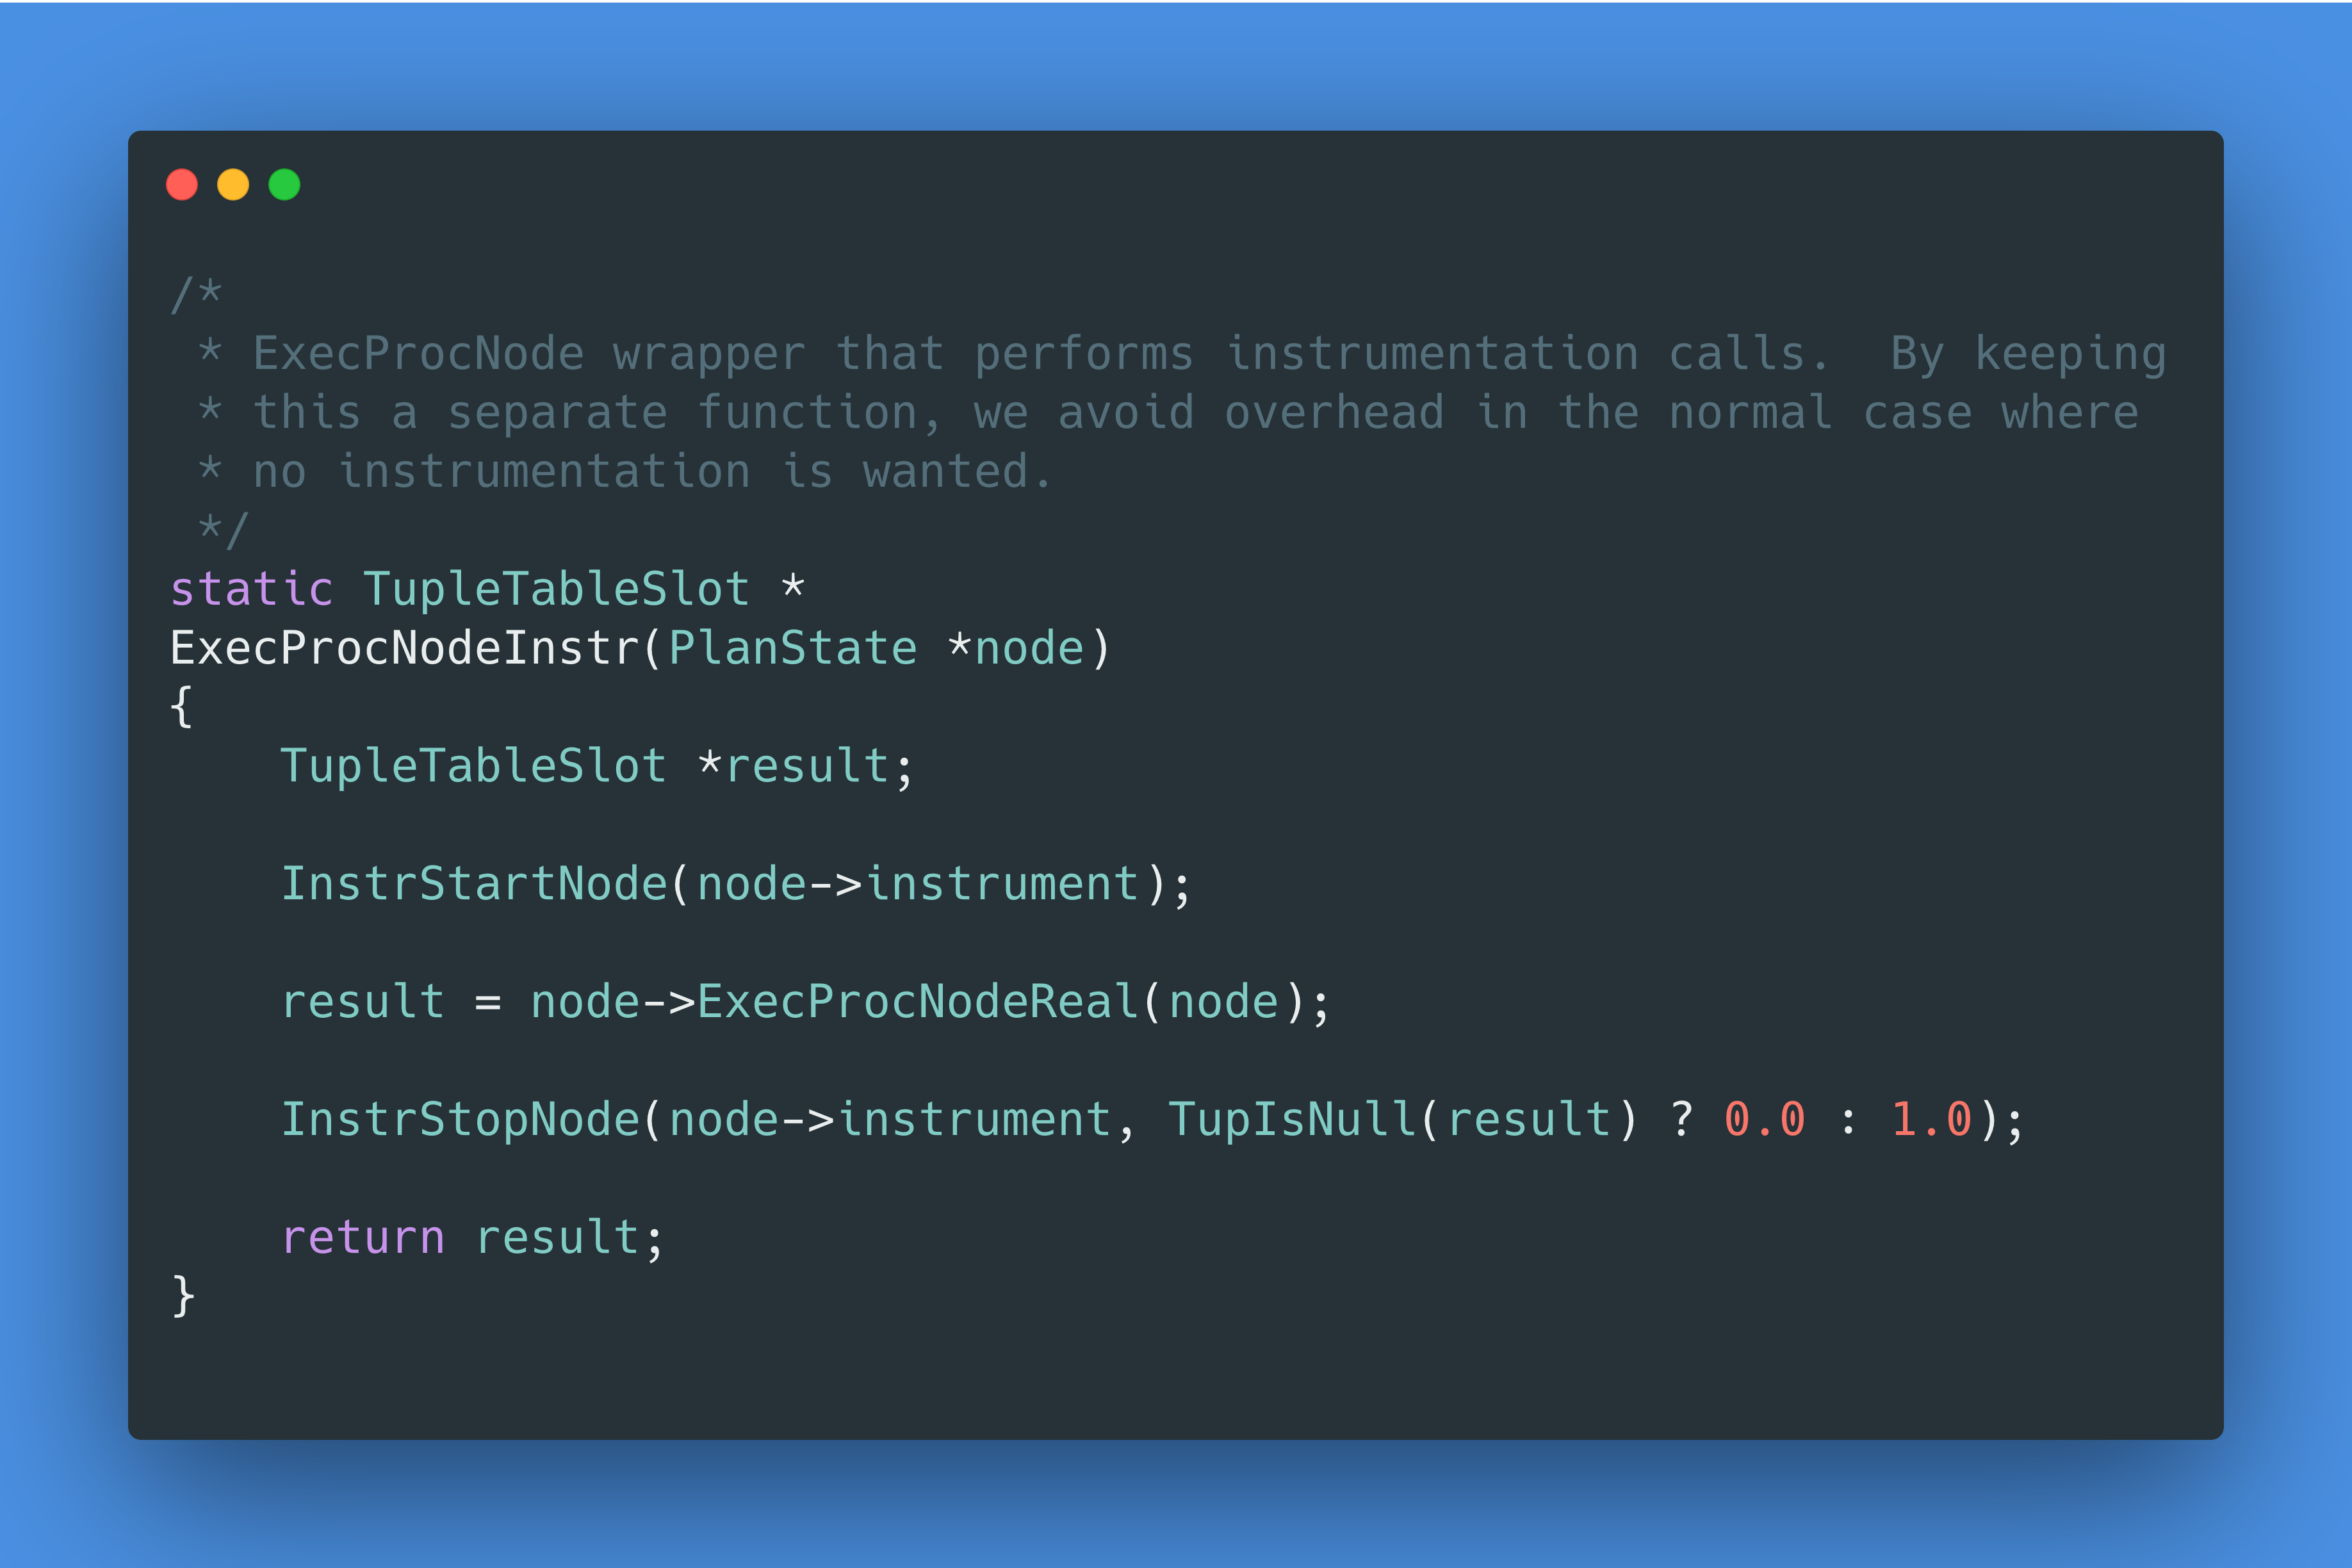 /*
 * ExecProcNode wrapper that performs instrumentation calls.  By keeping
 * this a separate function, we avoid overhead in the normal case where
 * no instrumentation is wanted.
 */
static TupleTableSlot *
ExecProcNodeInstr(PlanState *node)
{
    TupleTableSlot *result;
    InstrStartNode(node->instrument);
    result = node->ExecProcNodeReal(node);
    InstrStopNode(node->instrument, TupIsNull(result) ? 0.0 : 1.0);
    return result;
}